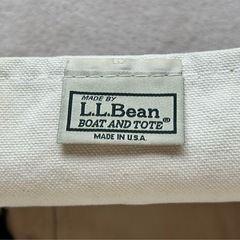 MADE BY
L.L.Bean
BOAT AND TOTE®
MADE IN U.S.A.